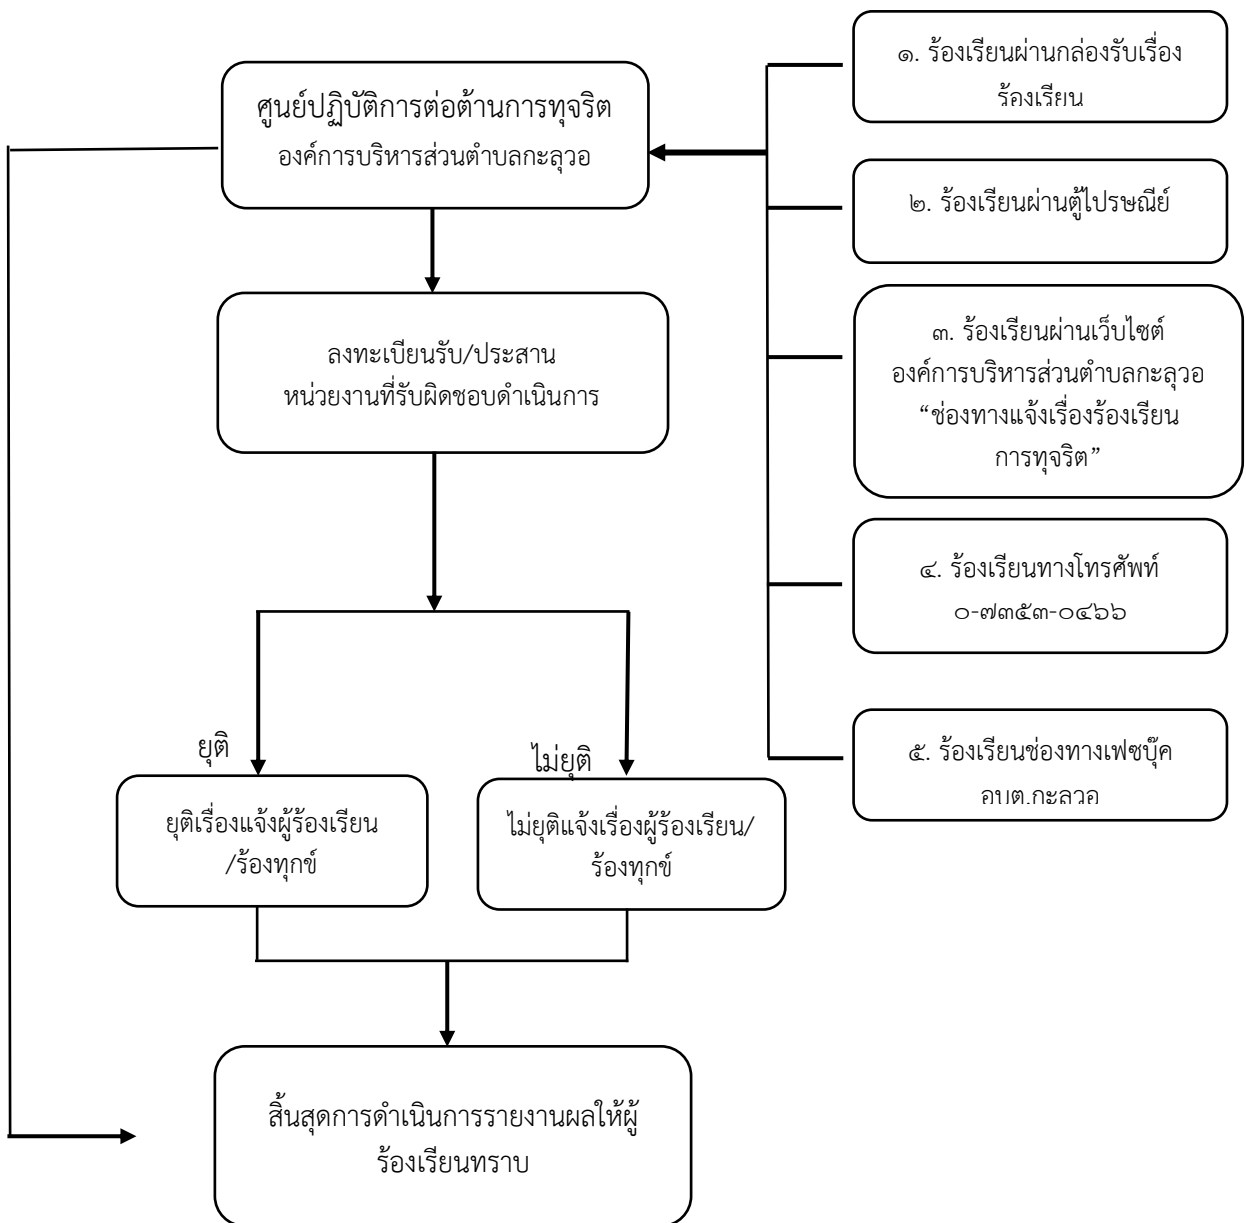 ศูนย์ปฏิบัติการต่อต้านการทุจริต
องค์การบริหารส่วนตำบลกะลุวอ
ลงทะเบียนรับ/ประสาน
หน่วยงานที่รับผิดชอบดำเนินการ
ยุติ
ไม่ยุติ
ยุติเรื่องแจ้งผู้ร้องเรียน
/ร้องทุกข์
ไม่ยุติแจ้งเรื่องผู้ร้องเรียน/
ร้องทุกข์
สิ้นสุดการดำเนินการรายงานผลให้ผู้
ร้องเรียนทราบ
๑. ร้องเรียนผ่านกล่องรับเรื่อง
ร้องเรียน
๒. ร้องเรียนผ่านตู้ไปรษณีย์
๓. ร้องเรียนผ่านเว็บไซต์
องค์การบริหารส่วนตำบลกะลุวอ
“ช่องทางแจ้งเรื่องร้องเรียน
การทุจริต”
๔. ร้องเรียนทางโทรศัพท์
๐-๗๓๕๓-๐๔๖๖
๕. ร้องเรียนช่องทางเฟซบุ๊ค
อบต.กะลุวอ